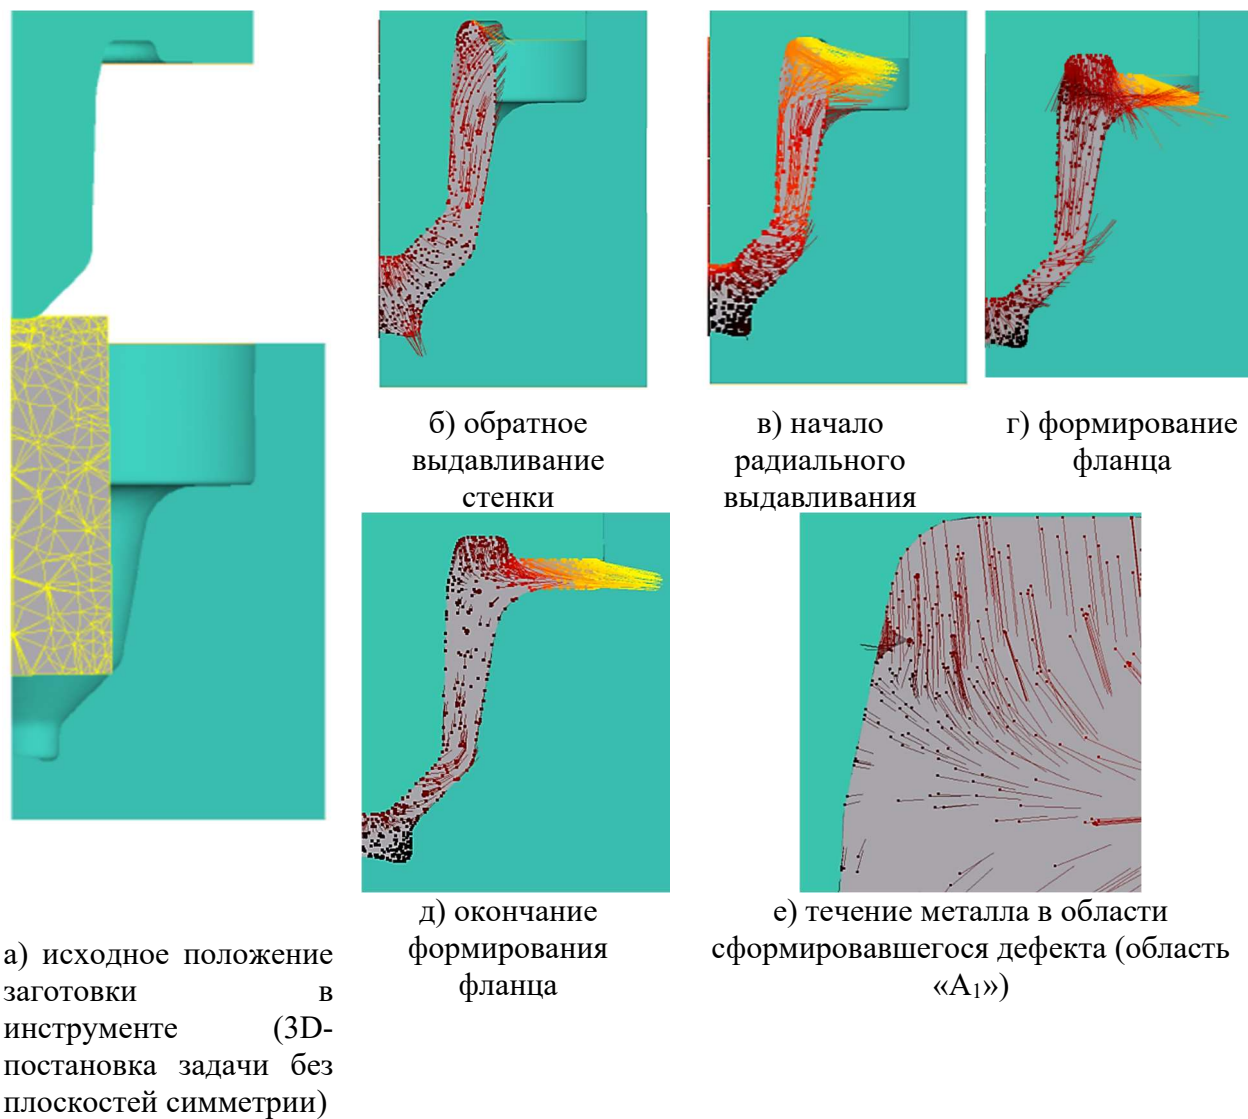 б) обратное
выдавливание
стенки
в) начало
радиального
выдавливания
г) формирование
фланца
д) окончание
формирования
фланца
е) течение металла в области
сформировавшегося дефекта (область
«А₁»)
а) исходное положение
заготовки в
инструменте (3D-
постановка задачи без
плоскостей симметрии)